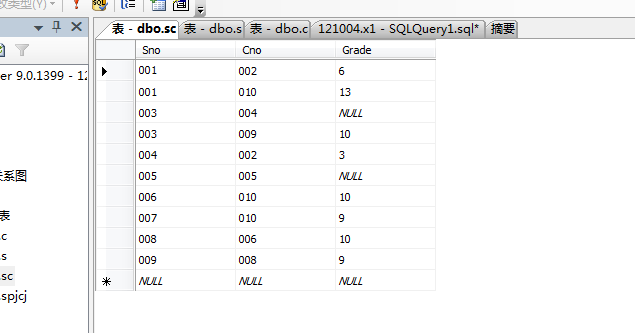 改类型(Y)
表 - dbo.sc 表 - dbo.s 表 - dbo.c 121004.x1 - SQLQuery1.sql* 摘要
Sno Cno Grade
001 002 6
er 9.0.1399 - 12
001 010 13
003 004 NULL
003 009 10
004 002 3
005 005 NULL
关系图
006 010 10
表
007 010 9
.c
008 006 10
.s
009 008 9
.sc
NULL NULL NULL
.spjcj